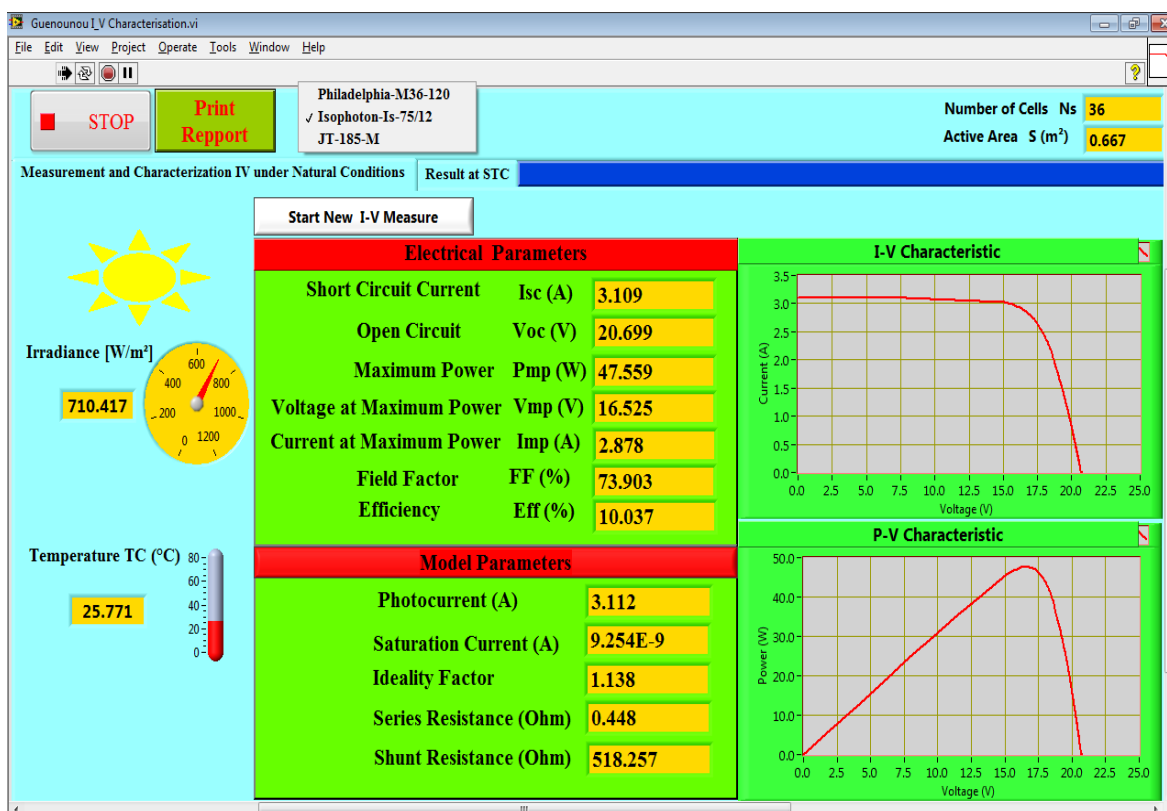 Guenounou I_V Characterisation.vi
File Edit View Project Operate Tools Window Help
STOP
Print
Repport
Philadelphia-M36-120
✓ Isophoton-Is-75/12
JT-185-M
Number of Cells Ns 36
Active Area S (m²) 0.667
Measurement and Characterization IV under Natural Conditions
Result at STC
Start New I-V Measure
Irradiance [W/m²]
710.417
0 200 400 600 800 1000 1200
Temperature TC (°C)
25.771
80
60
40
20
0
Electrical Parameters
Short Circuit Current Isc (A) 3.109
Open Circuit Voc (V) 20.699
Maximum Power Pmp (W) 47.559
Voltage at Maximum Power Vmp (V) 16.525
Current at Maximum Power Imp (A) 2.878
Field Factor FF (%) 73.903
Efficiency Eff (%) 10.037
Model Parameters
Photocurrent (A) 3.112
Saturation Current (A) 9.254E-9
Ideality Factor 1.138
Series Resistance (Ohm) 0.448
Shunt Resistance (Ohm) 518.257
I-V Characteristic
Current (A)
3.5
3.0
2.5
2.0
1.5
1.0
0.5
0.0
0.0 2.5 5.0 7.5 10.0 12.5 15.0 17.5 20.0 22.5 25.0
Voltage (V)
P-V Characteristic
Power (W)
50.0
40.0
30.0
20.0
10.0
0.0
0.0 2.5 5.0 7.5 10.0 12.5 15.0 17.5 20.0 22.5 25.0
Voltage (V)